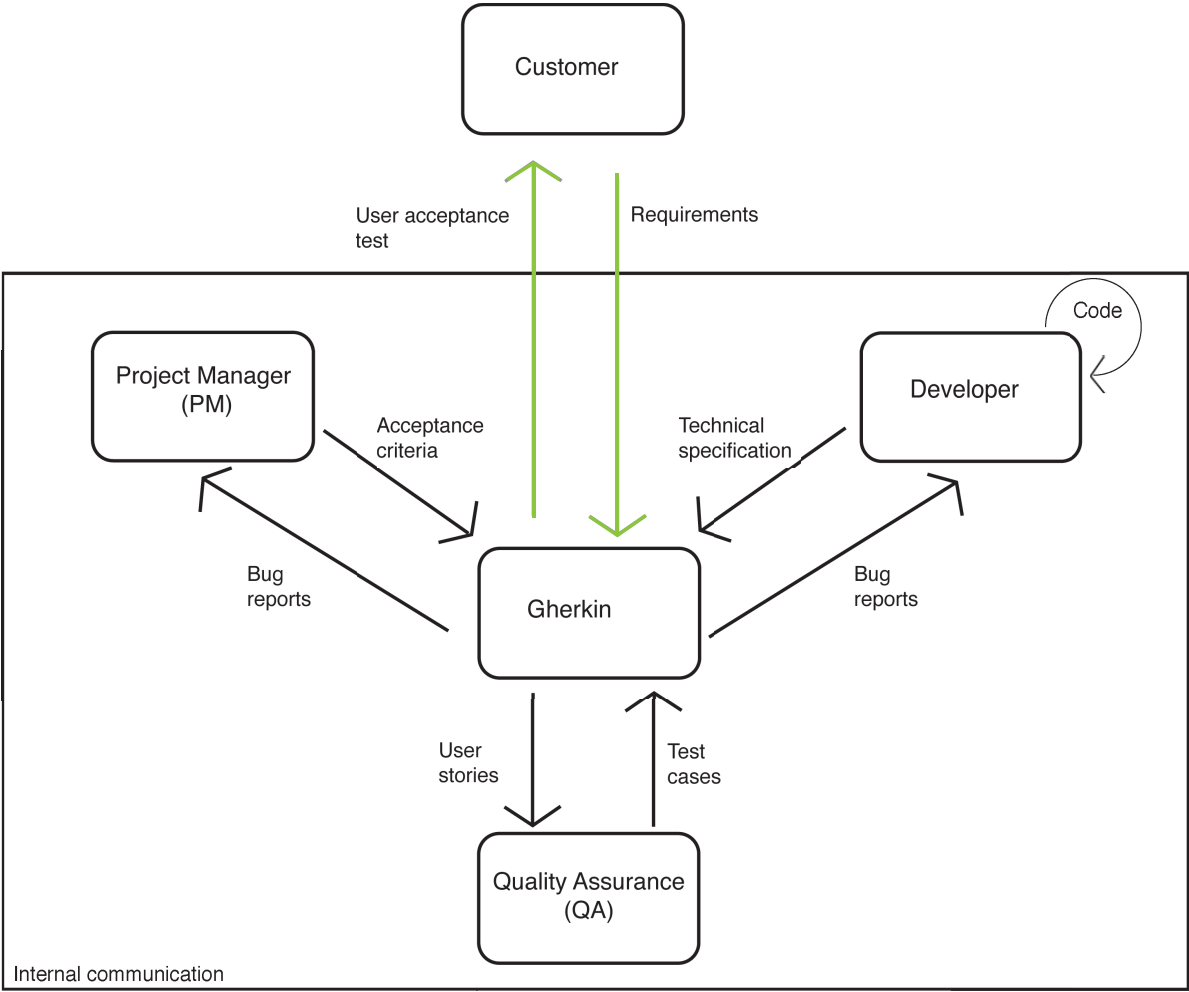 Customer
User acceptance
test
Requirements
Code
Project Manager
(PM)
Developer
Acceptance
criteria
Technical
specification
Bug
reports
Gherkin
Bug
reports
User
stories
Test
cases
Quality Assurance
(QA)
Internal communication